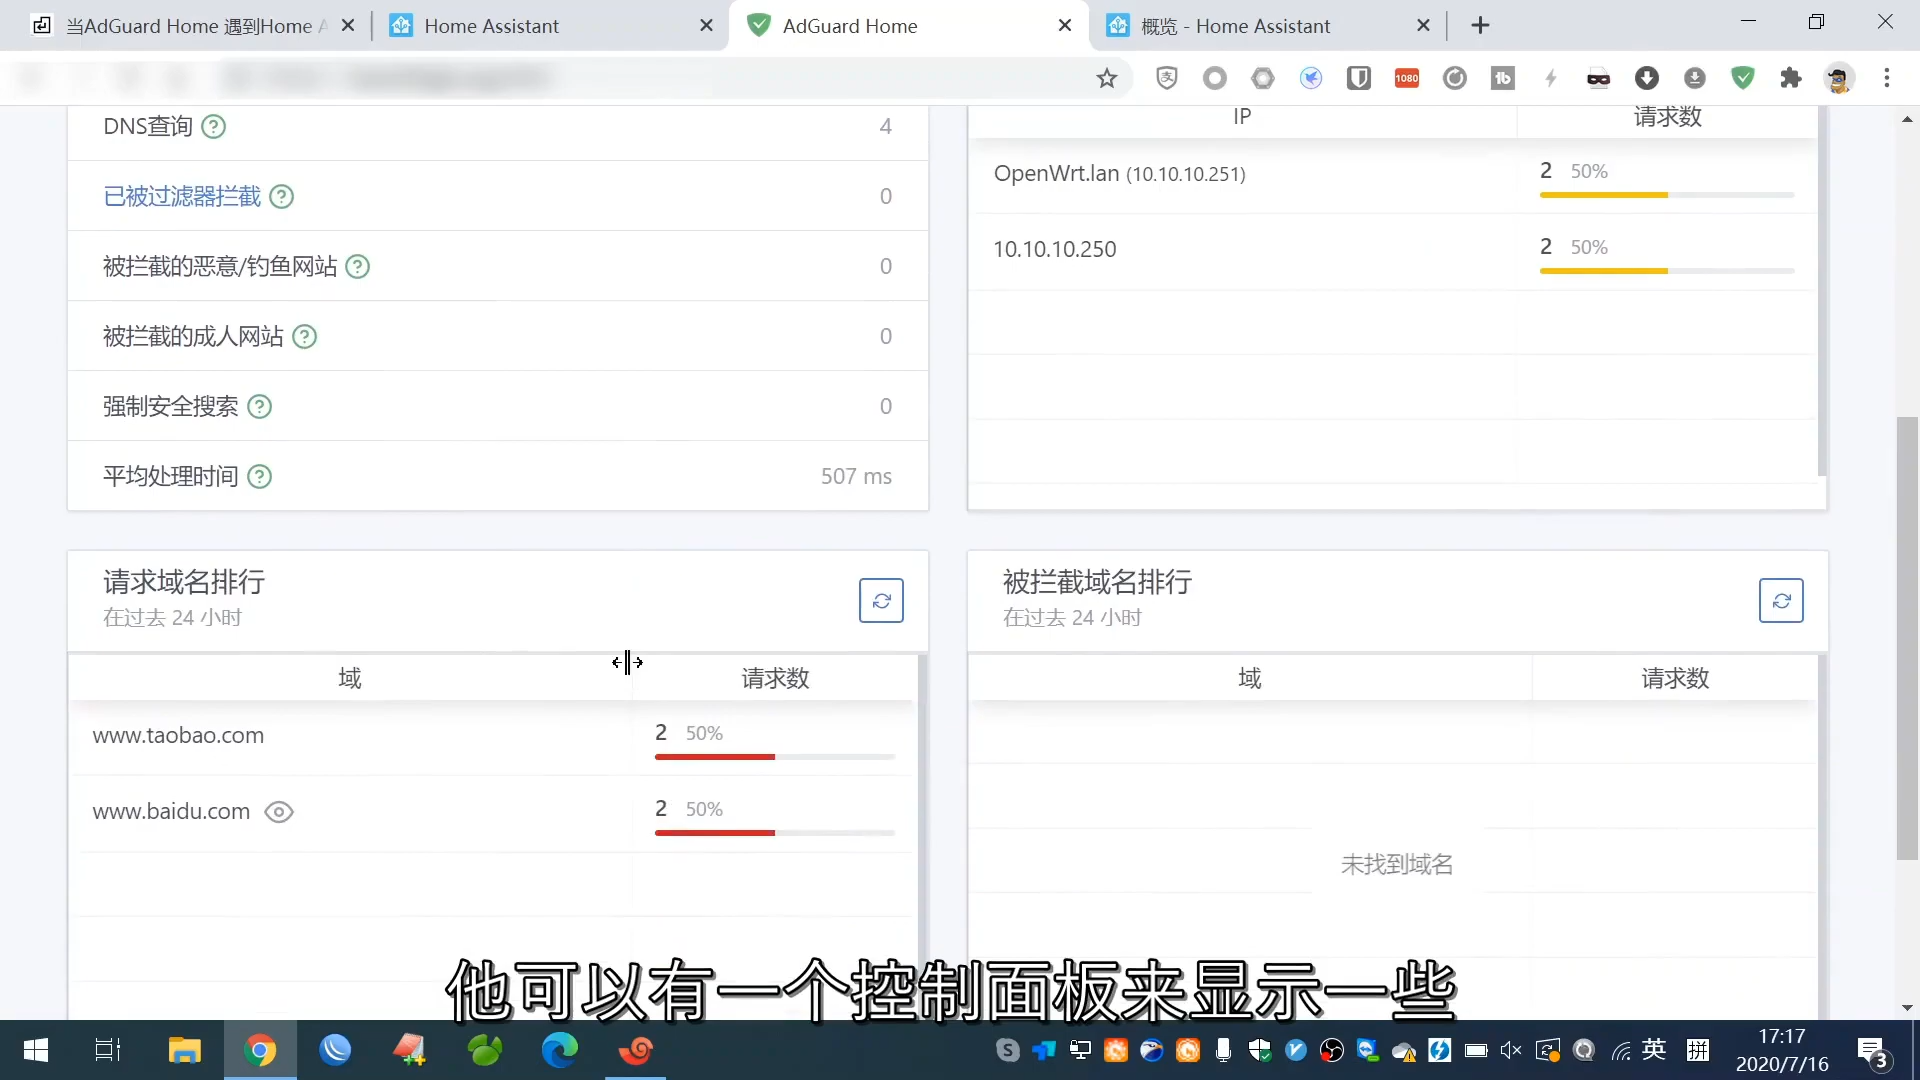 当AdGuard Home 遇到Home A
Home Assistant
AdGuard Home
概览 - Home Assistant
1080
DNS查询
4
已被过滤器拦截
0
被拦截的恶意/钓鱼网站
0
被拦截的成人网站
0
强制安全搜索
0
平均处理时间
507 ms
IP
请求数
OpenWrt.lan (10.10.10.251)
2 50%
10.10.10.250
2 50%
请求域名排行
在过去 24 小时
域
请求数
www.taobao.com
2 50%
www.baidu.com
2 50%
被拦截域名排行
在过去 24 小时
域
请求数
未找到域名
他可以有一个控制面板来显示一些
英
拼
17:17
2020/7/16
3